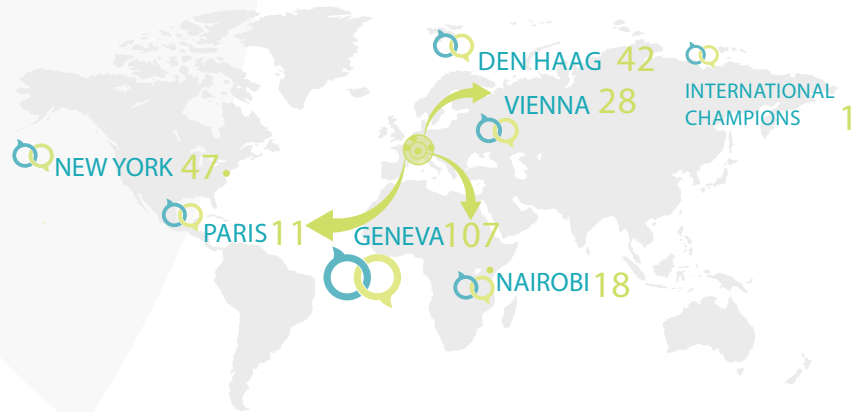 DEN HAAG 42
VIENNA 28
INTERNATIONAL
CHAMPIONS 1
NEW YORK 47
PARIS 11
GENEVA 107
NAIROBI 18